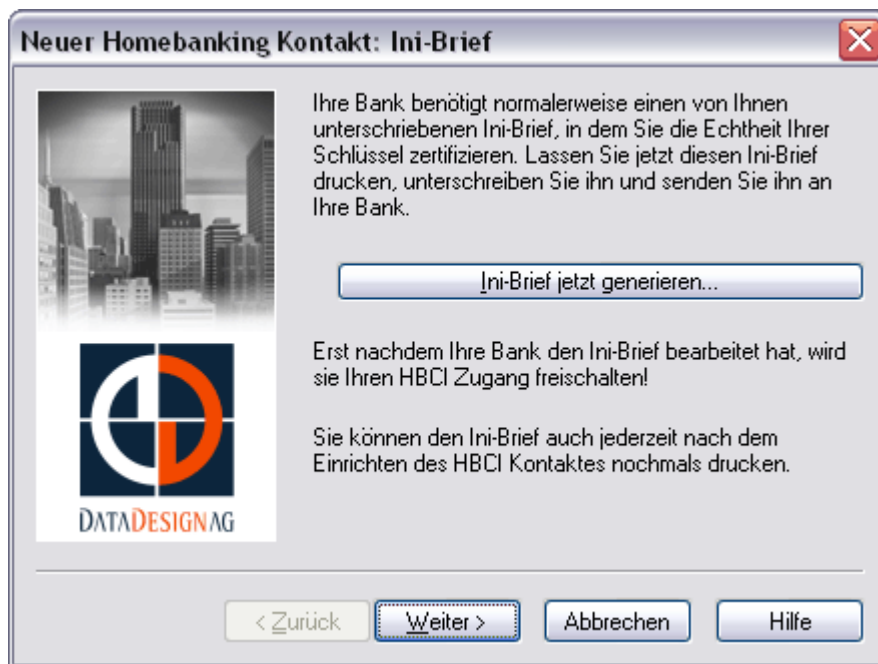 Neuer Homebanking Kontakt: Ini-Brief
Ihre Bank benötigt normalerweise einen von Ihnen
unterschriebenen Ini-Brief, in dem Sie die Echtheit Ihrer
Schlüssel zertifizieren. Lassen Sie jetzt diesen Ini-Brief
drucken, unterschreiben Sie ihn und senden Sie ihn an
Ihre Bank.
Ini-Brief jetzt generieren...
Erst nachdem Ihre Bank den Ini-Brief bearbeitet hat, wird
sie Ihren HBCI Zugang freischalten!
Sie können den Ini-Brief auch jederzeit nach dem
Einrichten des HBCI Kontaktes nochmals drucken.
DATADESIGNAG
< Zurück
Weiter >
Abbrechen
Hilfe